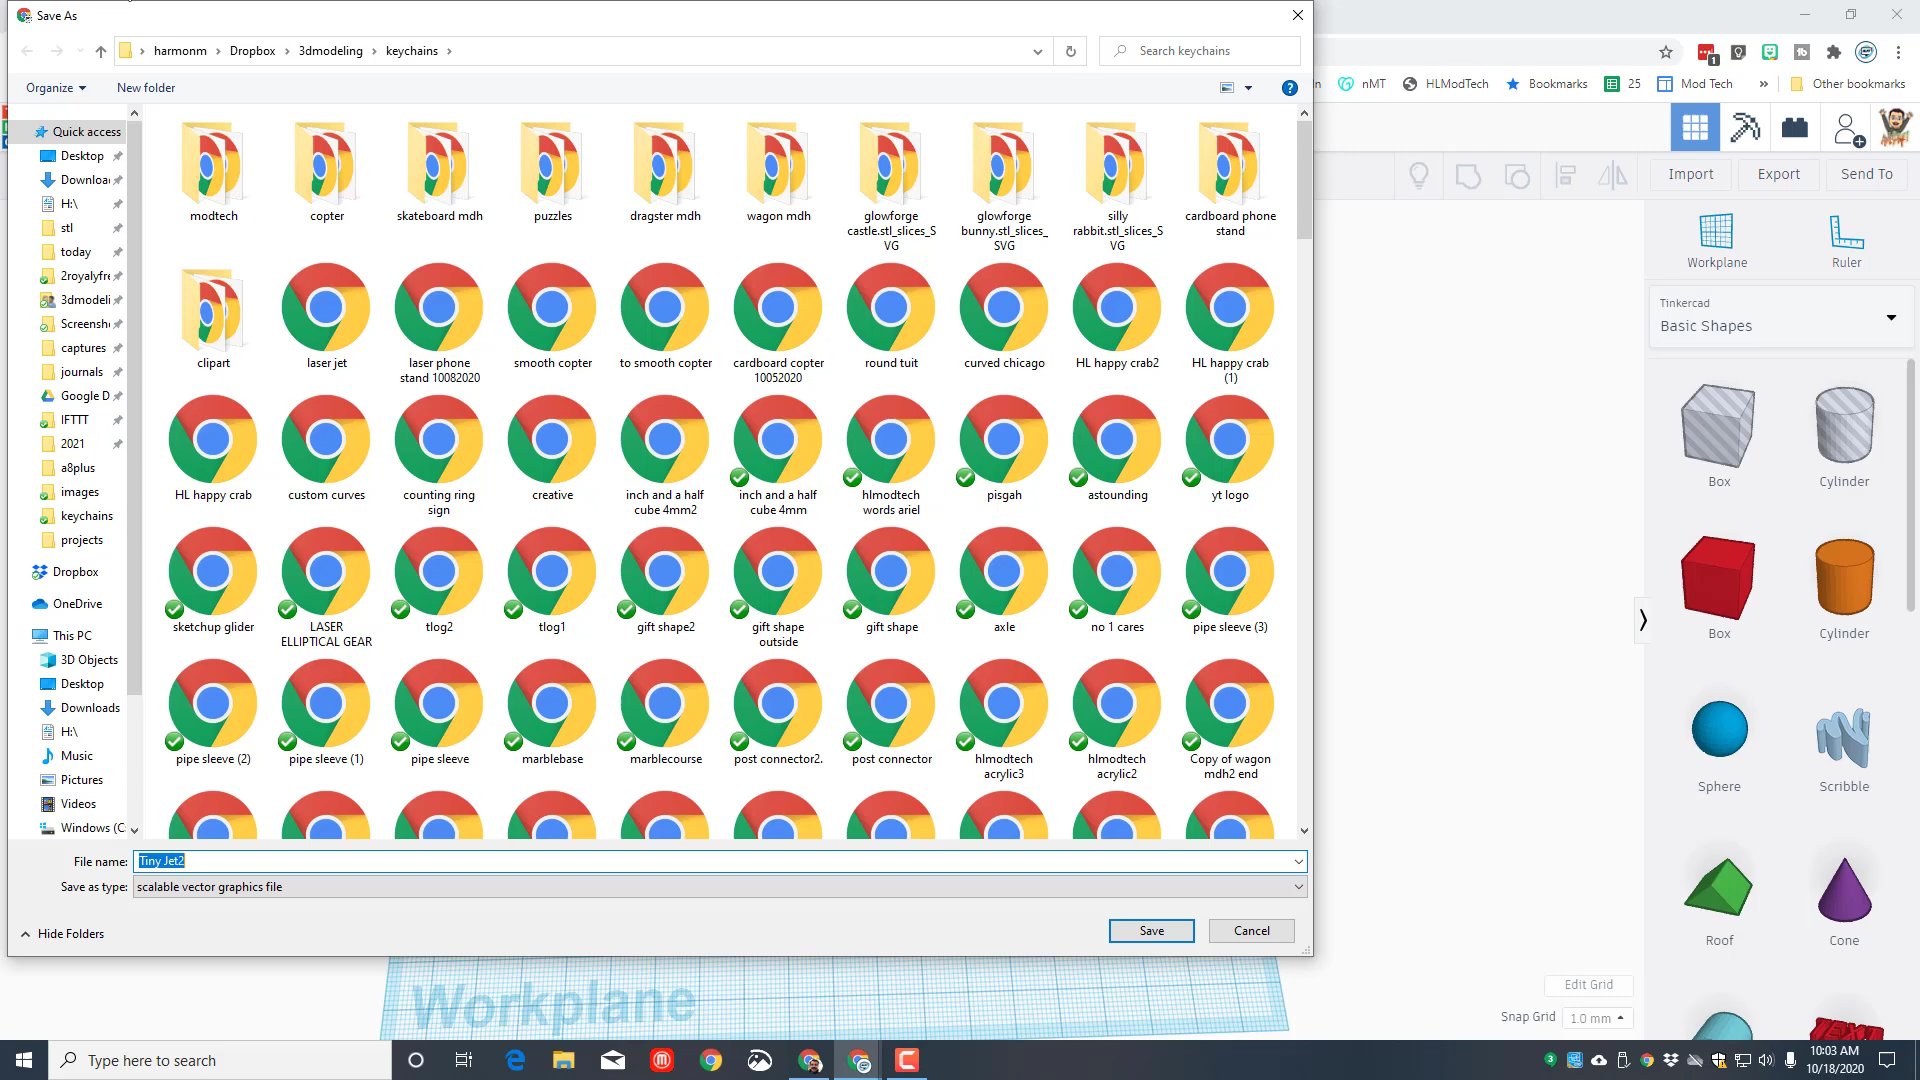 Save As
harmonm > Dropbox > 3dmodeling > keychains >
Search keychains
Organize
New folder
1
n
nMT
HLModTech
Bookmarks
25
Mod Tech
»
Other bookmarks
Import
Export
Send To
Workplane
Ruler
Tinkercad
Basic Shapes
Box
Cylinder
Box
Cylinder
Sphere
Scribble
Roof
Cone
Quick access
Desktop
Downloa
H:\
stl
today
2royalyfre
3dmodeli
Screensh
captures
journals
Google D
IFTTT
2021
a8plus
images
keychains
projects
Dropbox
OneDrive
This PC
3D Objects
Desktop
Downloads
H:\
Music
Pictures
Videos
Windows (C:
modtech
copter
skateboard mdh
puzzles
dragster mdh
wagon mdh
glowforge
castle.stl_slices_S
VG
glowforge
bunny.stl_slices_
SVG
silly
rabbit.stl_slices_S
VG
cardboard phone
stand
clipart
laser jet
laser phone
stand 10082020
smooth copter
to smooth copter
cardboard copter
10052020
round tuit
curved chicago
HL happy crab2
HL happy crab
(1)
HL happy crab
custom curves
counting ring
sign
creative
inch and a half
cube 4mm2
inch and a half
cube 4mm
hlmodtech
words ariel
pisgah
astounding
yt logo
sketchup glider
LASER
ELLIPTICAL GEAR
tlog2
tlog1
gift shape2
gift shape
outside
gift shape
axle
no 1 cares
pipe sleeve (3)
pipe sleeve (2)
pipe sleeve (1)
pipe sleeve
marblebase
marblecourse
post connector2.
post connector
hlmodtech
acrylic3
hlmodtech
acrylic2
Copy of wagon
mdh2 end
File name: Tiny Jet2
Save as type: scalable vector graphics file
Hide Folders
Save
Cancel
Workplane
Edit Grid
Snap Grid 1.0 mm
Type here to search
10:03 AM
10/18/2020